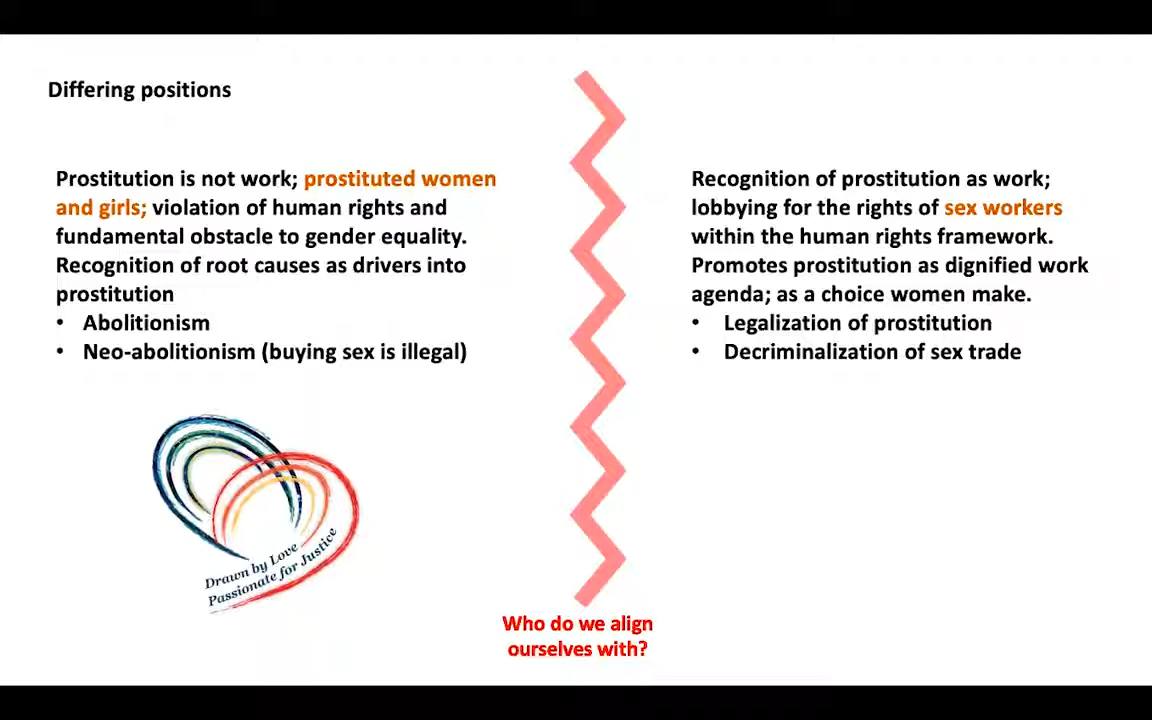 Differing positions
Prostitution is not work; prostituted women
and girls; violation of human rights and
fundamental obstacle to gender equality.
Recognition of root causes as drivers into
prostitution
• Abolitionism
• Neo-abolitionism (buying sex is illegal)
Drawn by Love
Passionate for Justice
Recognition of prostitution as work;
lobbying for the rights of sex workers
within the human rights framework.
Promotes prostitution as dignified work
agenda; as a choice women make.
• Legalization of prostitution
• Decriminalization of sex trade
Who do we align
ourselves with?